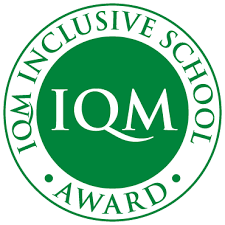 IQM INCLUSIVE SCHOOL
IQM
• AWARD •